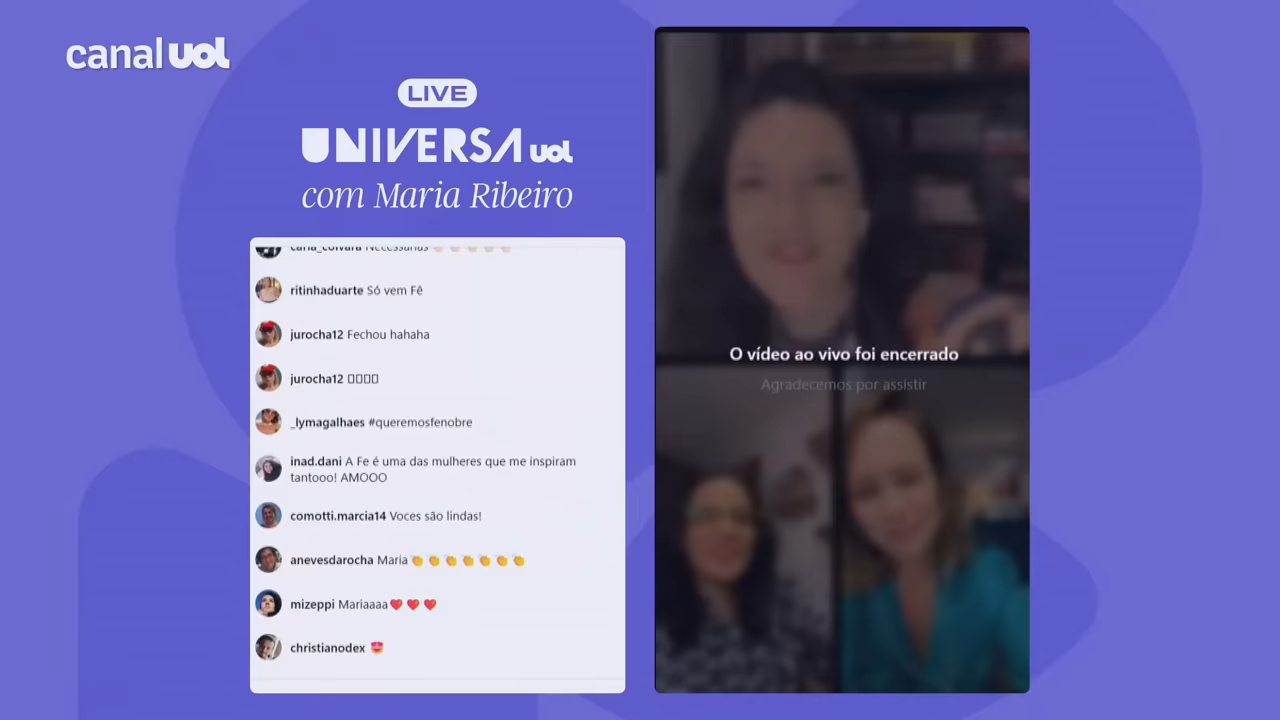 canal uol
LIVE
UNIVERSA uol
com Maria Ribeiro
ritinhaduarte Só vem Fê
jurocha12 Fechou hahaha
jurocha12
_lymagalhaes #queremosfenobre
inad.dani A Fe é uma das mulheres que me inspiram
tantooo! AMOOO
comotti.marcia14 Voces são lindas!
anevesdarocha Maria 👏 👏 👏 👏 👏 👏 👏
mizeppi Mariaaaa❤️ ❤️ ❤️
christianodex 😍
O vídeo ao vivo foi encerrado
Agradecemos por assistir